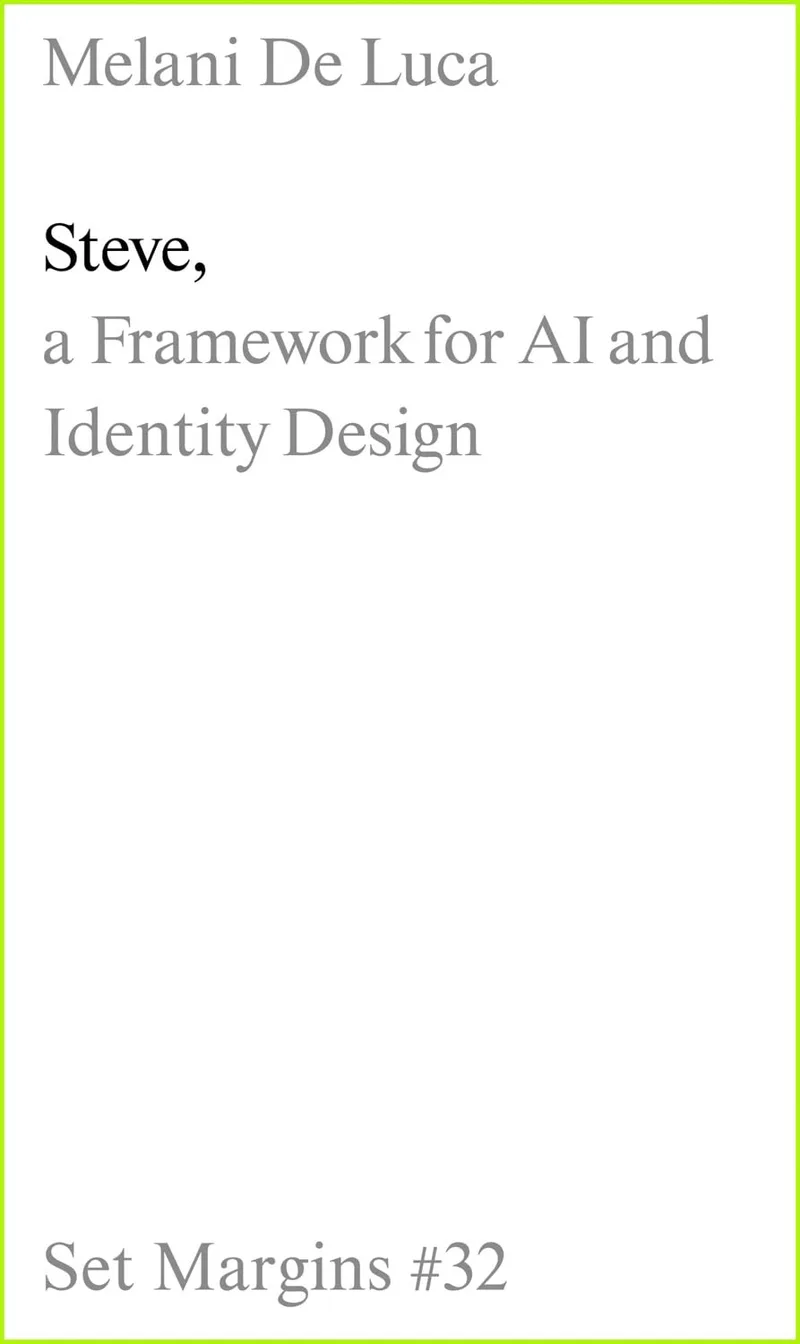 Melani De Luca
Steve,
a Framework for AI and
Identity Design
Set Margins #32